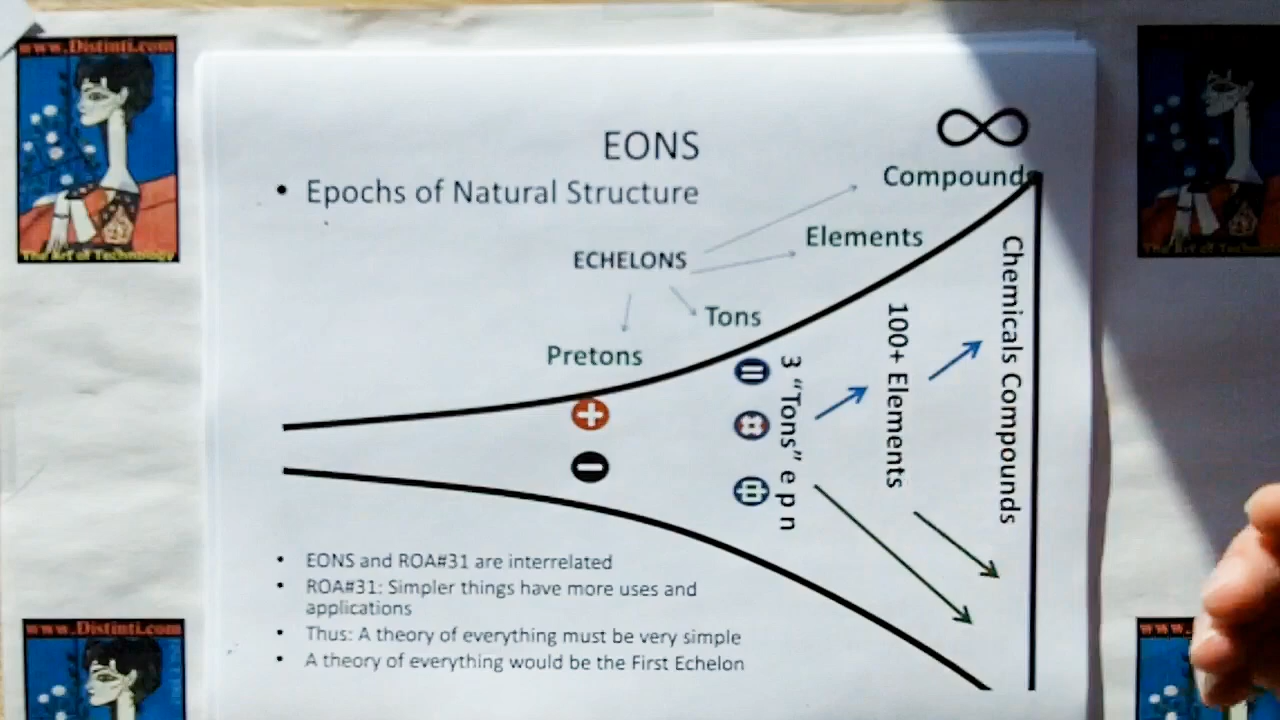 www.Distinti.com
The Art of Technology
EONS
• Epochs of Natural Structure
∞
Compounds
Elements
ECHELONS
Tons
Pretons
3 "Tons" e p n
100+ Elements
Chemicals Compounds
• EONS and ROA#31 are interrelated
• ROA#31: Simpler things have more uses and
applications
• Thus: A theory of everything must be very simple
• A theory of everything would be the First Echelon
www.Distinti.com
www.